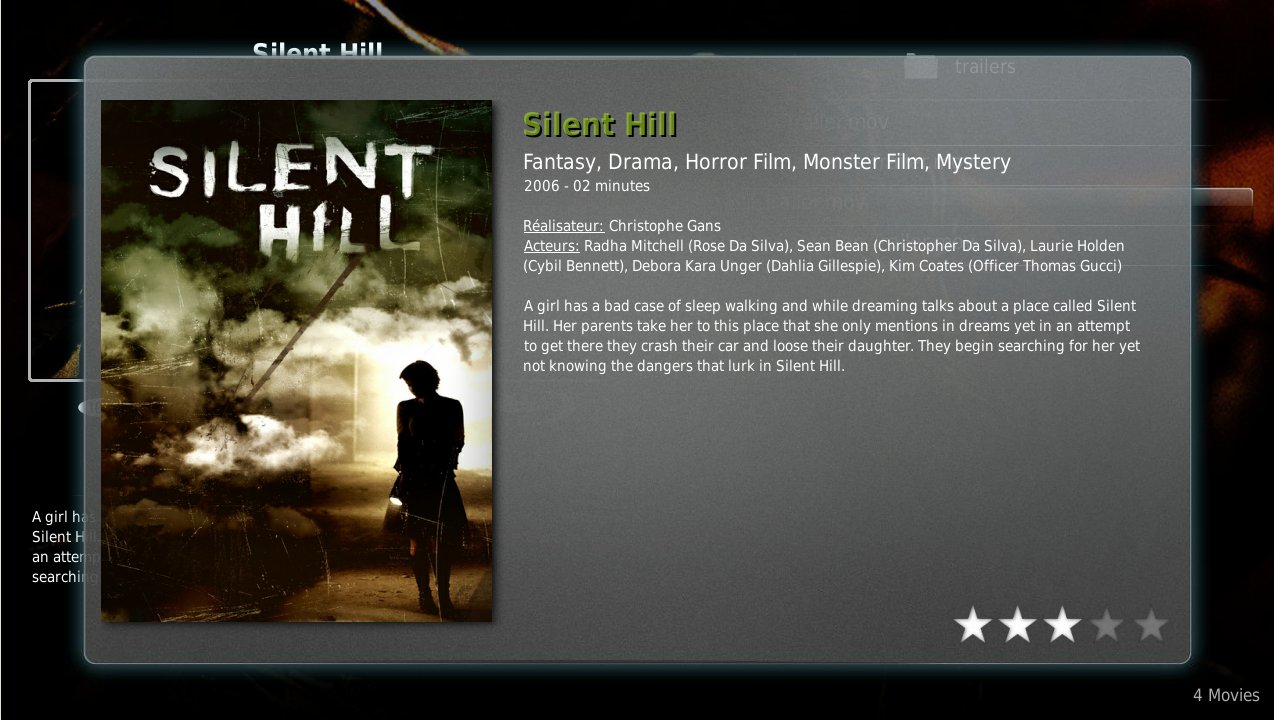 Silent Hill
trailers
SILENT
HILL
Silent Hill
Fantasy, Drama, Horror Film, Monster Film, Mystery
2006 - 02 minutes
Réalisateur: Christophe Gans
Acteurs: Radha Mitchell (Rose Da Silva), Sean Bean (Christopher Da Silva), Laurie Holden
(Cybil Bennett), Debora Kara Unger (Dahlia Gillespie), Kim Coates (Officer Thomas Gucci)
A girl has a bad case of sleep walking and while dreaming talks about a place called Silent
Hill. Her parents take her to this place that she only mentions in dreams yet in an attempt
to get there they crash their car and loose their daughter. They begin searching for her yet
not knowing the dangers that lurk in Silent Hill.
A girl has
Silent Hill.
an attemp
searching
4 Movies